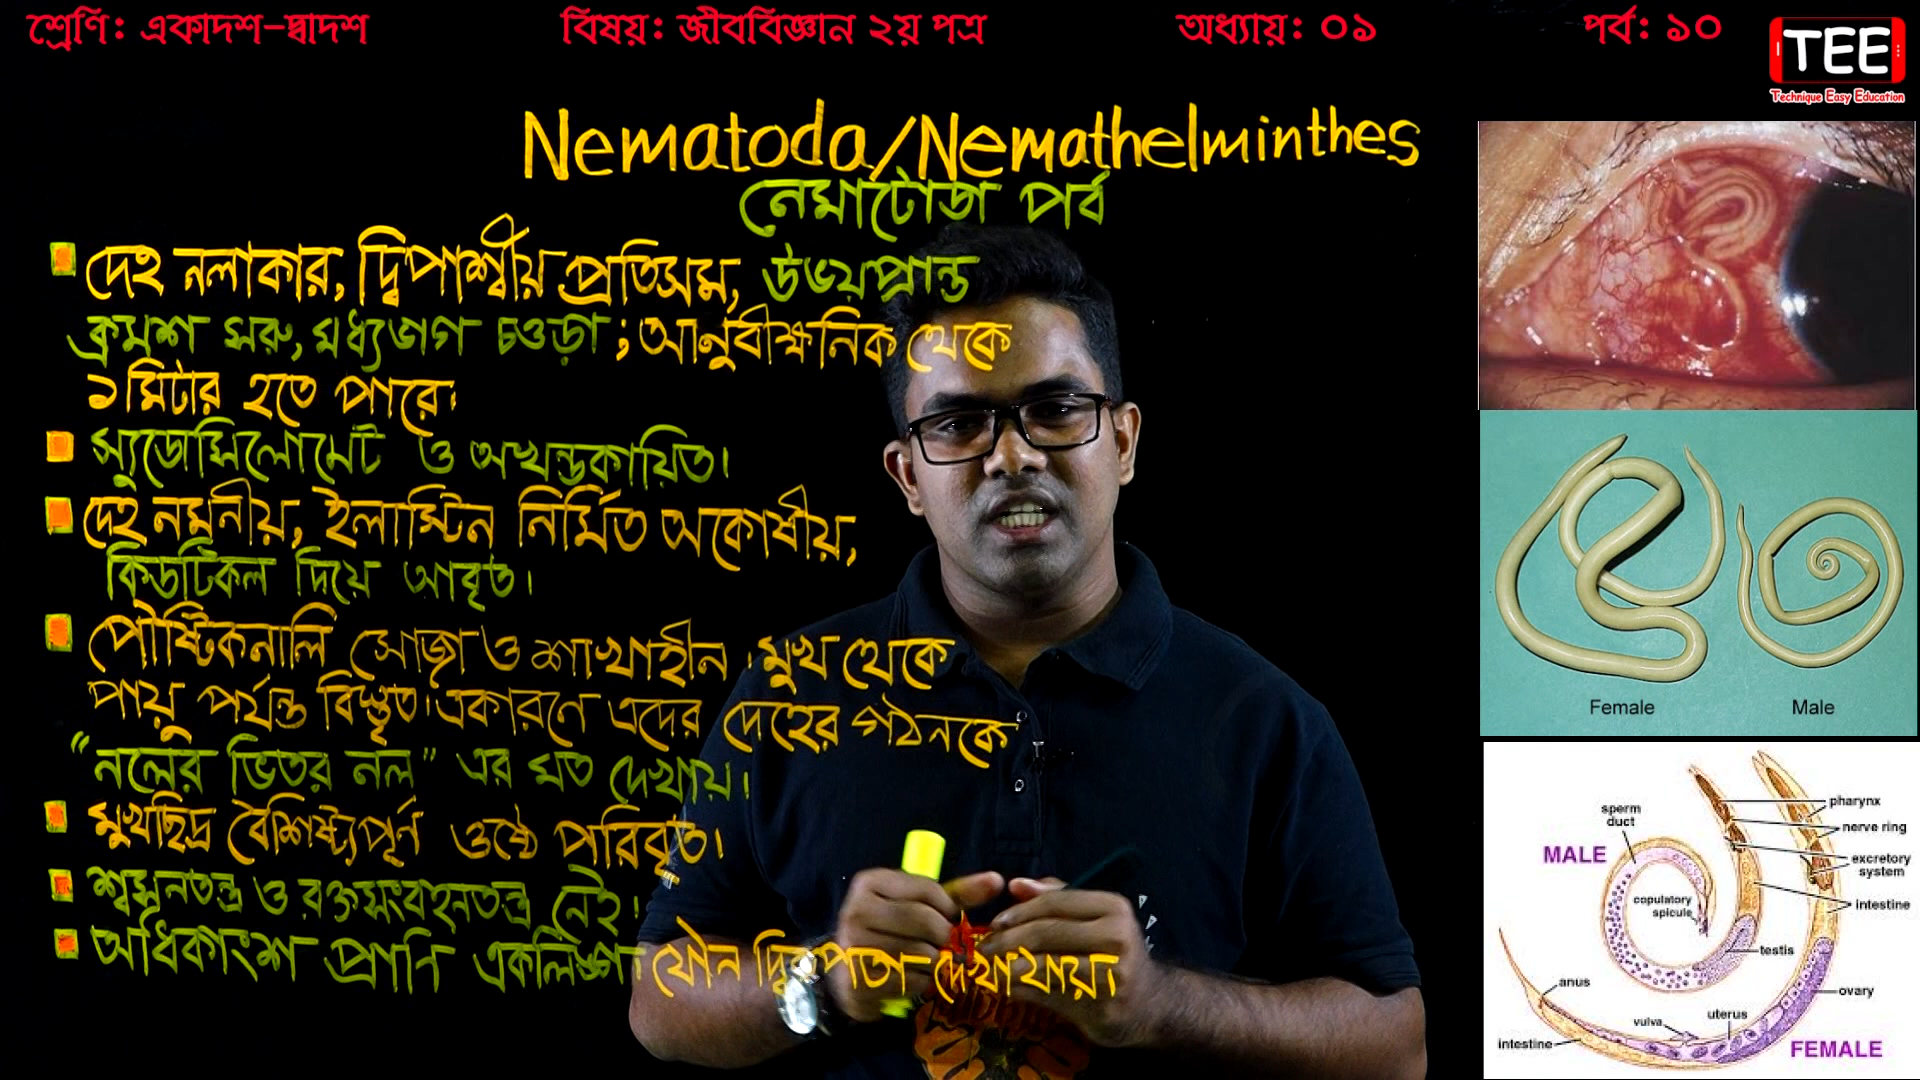 শ্রেণি: একাদশ-দ্বাদশ
বিষয়: জীববিজ্ঞান ২য় পত্র
অধ্যায়: ০১
পর্ব: ১০
TEE
Technique Easy Education
Nematoda/Nemathelminthes
নেমাটোডা পর্ব
দেহ নলাকার, দ্বিপার্শ্বীয় প্রতিসম, উভয়প্রান্ত
ক্রমশ সরু, মধ্যভাগ চওড়া; আনুবীক্ষনিক থেকে
১ মিটার হতে পারে।
স্যুডোসিলোমেট ও অখন্ডকায়িত।
দেহ নমনীয়, ইলাস্টিন নির্মিত অকোষীয়,
কিউটিকল দিয়ে আবৃত।
পৌষ্টিকনালি সোজা ও শাখাহীন। মুখ থেকে
পায়ু পর্যন্ত বিস্তৃত। একারনে এদের দেহের গঠনকে
"নলের ভিতর নল" এর মত দেখায়।
মুখছিদ্র বৈশিষ্ট্যপূর্ন ওষ্ঠে পরিবৃত।
শ্বসনতন্ত্র ও রক্তসংবহনতন্ত্র নেই।
অধিকাংশ প্রানি একলিঙ্গ। যৌন দ্বিরূপতা দেখা যায়।
Female
Male
sperm
duct
MALE
copulatory
spicule
pharynx
nerve ring
excretory
system
intestine
testis
anus
ovary
vulva
uterus
intestine
FEMALE